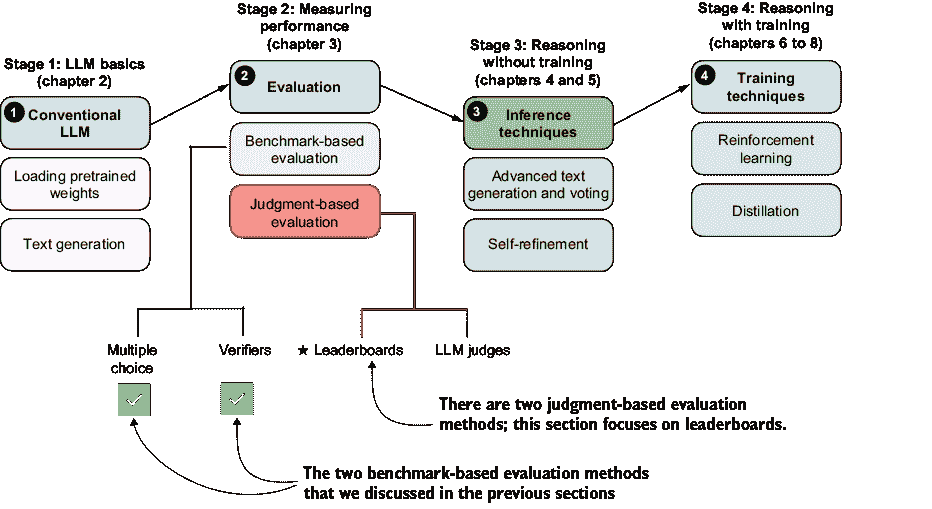 Stage 1: LLM basics
(chapter 2)
1
Conventional
LLM
Loading pretrained
weights
Text generation
Stage 2: Measuring
performance
(chapter 3)
2
Evaluation
Benchmark-based
evaluation
Judgment-based
evaluation
Stage 3: Reasoning
without training
(chapters 4 and 5)
3
Inference
techniques
Advanced text
generation and voting
Self-refinement
Stage 4: Reasoning
with training
(chapters 6 to 8)
4
Training
techniques
Reinforcement
learning
Distillation
Multiple
choice
Verifiers
★ Leaderboards
LLM judges
There are two judgment-based evaluation
methods; this section focuses on leaderboards.
The two benchmark-based evaluation methods
that we discussed in the previous sections